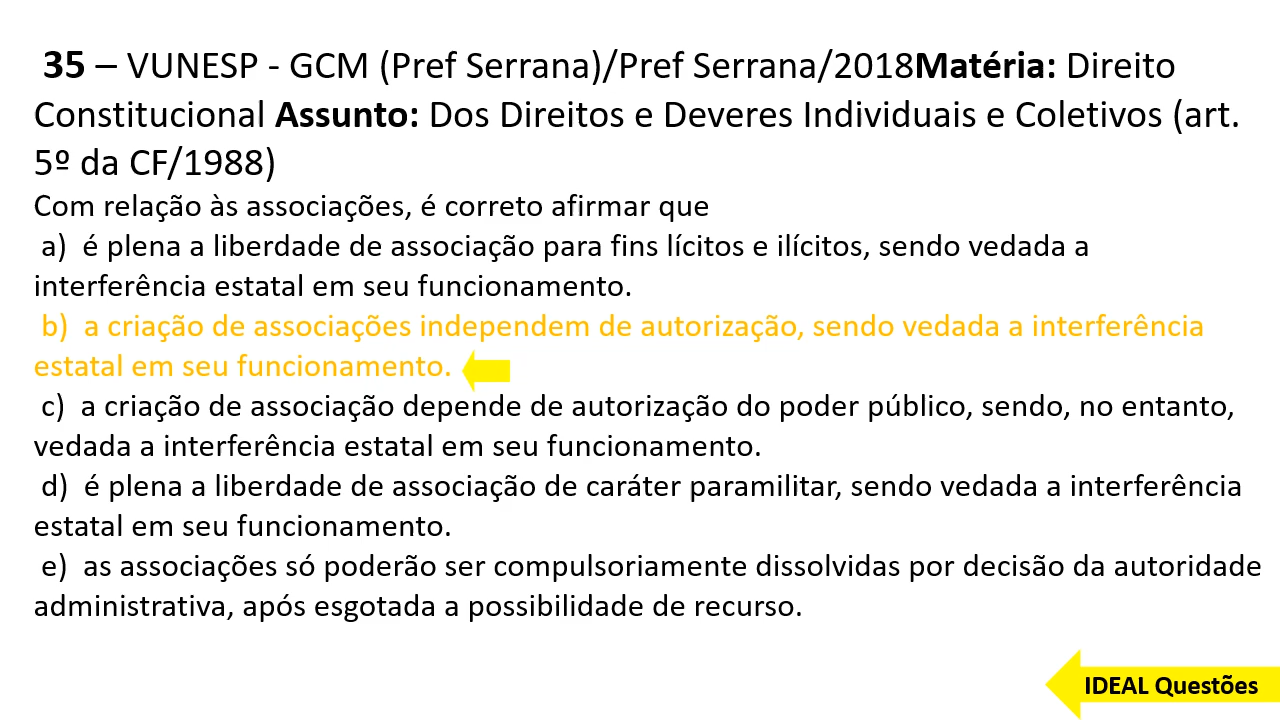 35 – VUNESP - GCM (Pref Serrana)/Pref Serrana/2018Matéria: Direito
Constitucional Assunto: Dos Direitos e Deveres Individuais e Coletivos (art.
5º da CF/1988)
Com relação às associações, é correto afirmar que
a) é plena a liberdade de associação para fins lícitos e ilícitos, sendo vedada a
interferência estatal em seu funcionamento.
b) a criação de associações independem de autorização, sendo vedada a interferência
estatal em seu funcionamento.
c) a criação de associação depende de autorização do poder público, sendo, no entanto,
vedada a interferência estatal em seu funcionamento.
d) é plena a liberdade de associação de caráter paramilitar, sendo vedada a interferência
estatal em seu funcionamento.
e) as associações só poderão ser compulsoriamente dissolvidas por decisão da autoridade
administrativa, após esgotada a possibilidade de recurso.
IDEAL Questões